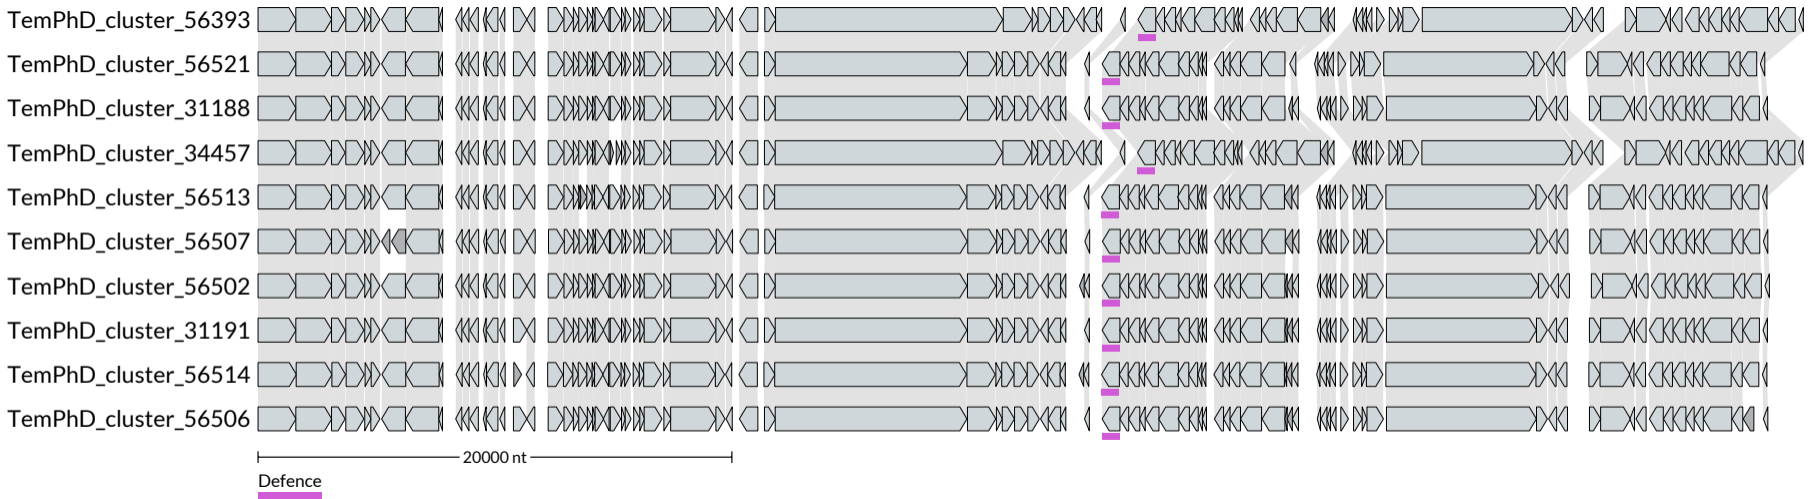 TemPhD_cluster_56393
TemPhD_cluster_56521
TemPhD_cluster_31188
TemPhD_cluster_34457
TemPhD_cluster_56513
TemPhD_cluster_56507
TemPhD_cluster_56502
TemPhD_cluster_31191
TemPhD_cluster_56514
TemPhD_cluster_56506
20000 nt
Defence